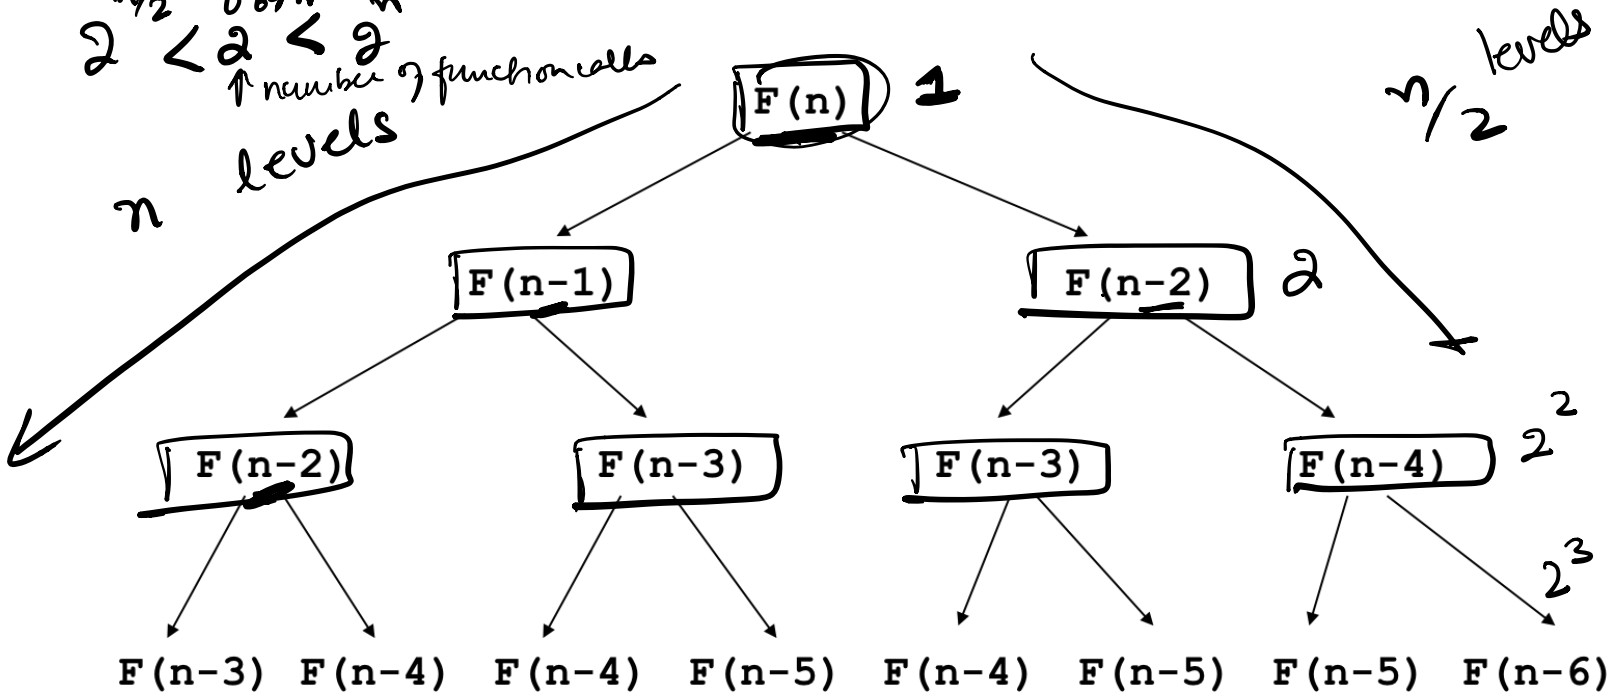 2^n/2 < 2 < 2^n
↑ number of function calls
n levels
n/2 levels
F(n) 1
F(n-1) F(n-2) 2
F(n-2) F(n-3) F(n-3) F(n-4) 2^2
2^3
F(n-3) F(n-4) F(n-4) F(n-5) F(n-4) F(n-5) F(n-5) F(n-6)